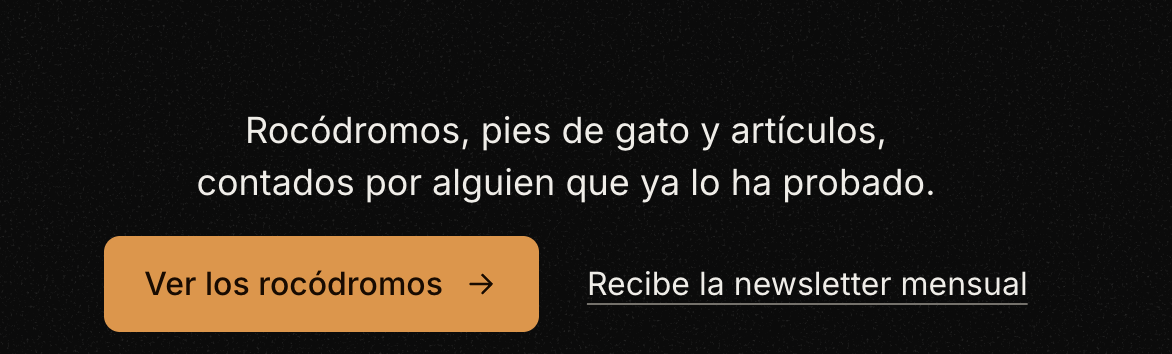 Rocódromos, pies de gato y artículos,
contados por alguien que ya lo ha probado.
Ver los rocódromos →
Recibe la newsletter mensual